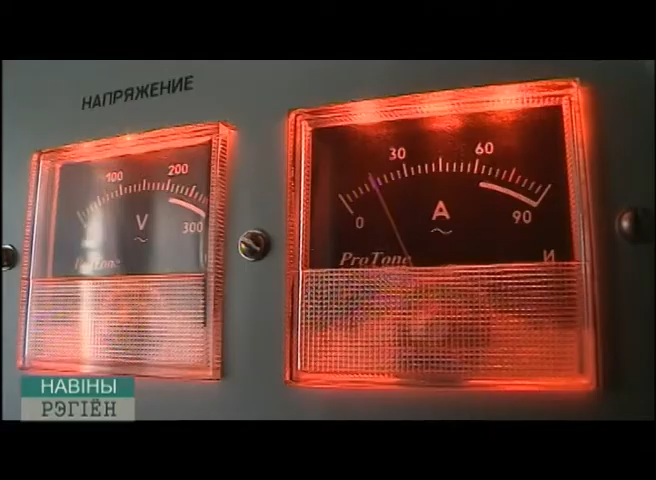 НАПРЯЖЕНИЕ
100
200
300
V
~
ProTone
0
30
60
90
A
~
ProTone
И
НАВІНЫ
РЭГІЁН